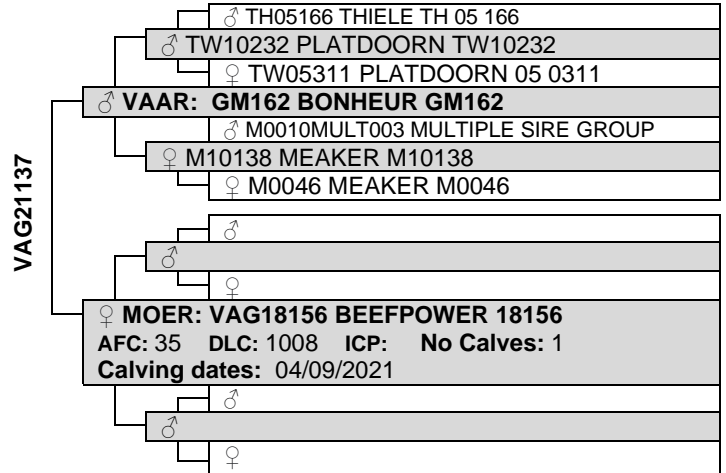 ♂ TH05166 THIELE TH 05 166
♂ TW10232 PLATDOORN TW10232
♀ TW05311 PLATDOORN 05 0311
♂ VAAR: GM162 BONHEUR GM162
♂ M0010MULT003 MULTIPLE SIRE GROUP
♀ M10138 MEAKER M10138
♀ M0046 MEAKER M0046
VAG21137
♂
♂
♀
♀ MOER: VAG18156 BEEFPOWER 18156
AFC: 35 DLC: 1008 ICP: No Calves: 1
Calving dates: 04/09/2021
♂
♂
♀